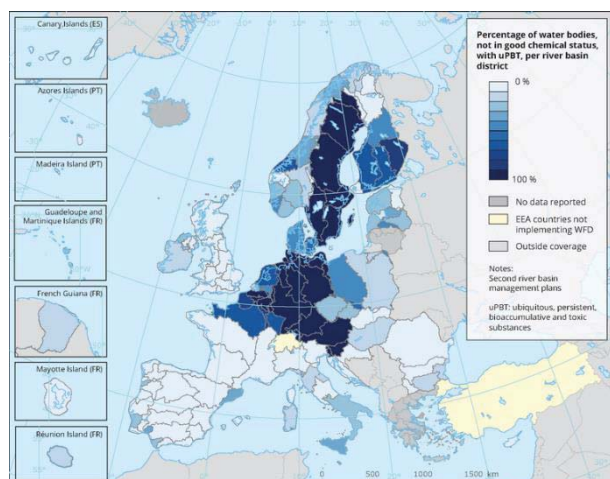 Canary Islands (ES)
Azores Islands (PT)
Madeira Island (PT)
Guadeloupe and
Martinique Islands (FR)
French Guiana (FR)
Mayotte Island (FR)
Réunion Island (FR)
Percentage of water bodies,
not in good chemical status,
with uPBT, per river basin
district
0 %
100 %
No data reported
EEA countries not
implementing WFD
Outside coverage
Notes:
Second river basin
management plans
uPBT: ubiquitous, persistent,
bioaccumulative and toxic
substances
0 500 1000 1500 km